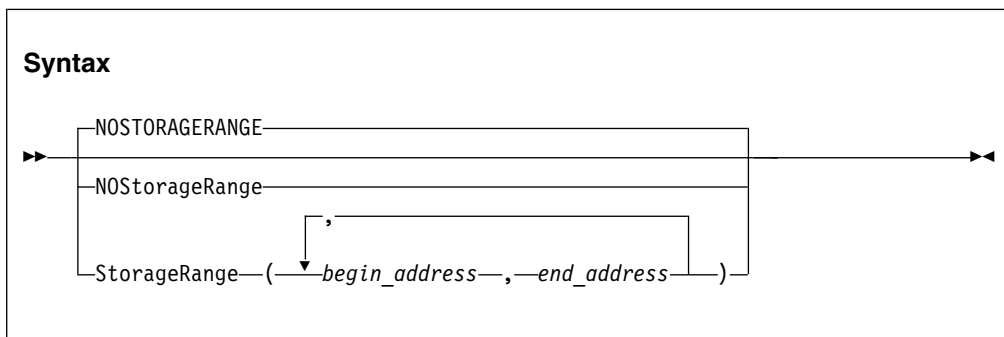 Syntax
NOSTORAGERANGE
NOStorageRange
,
StorageRange ( begin_address , end_address )